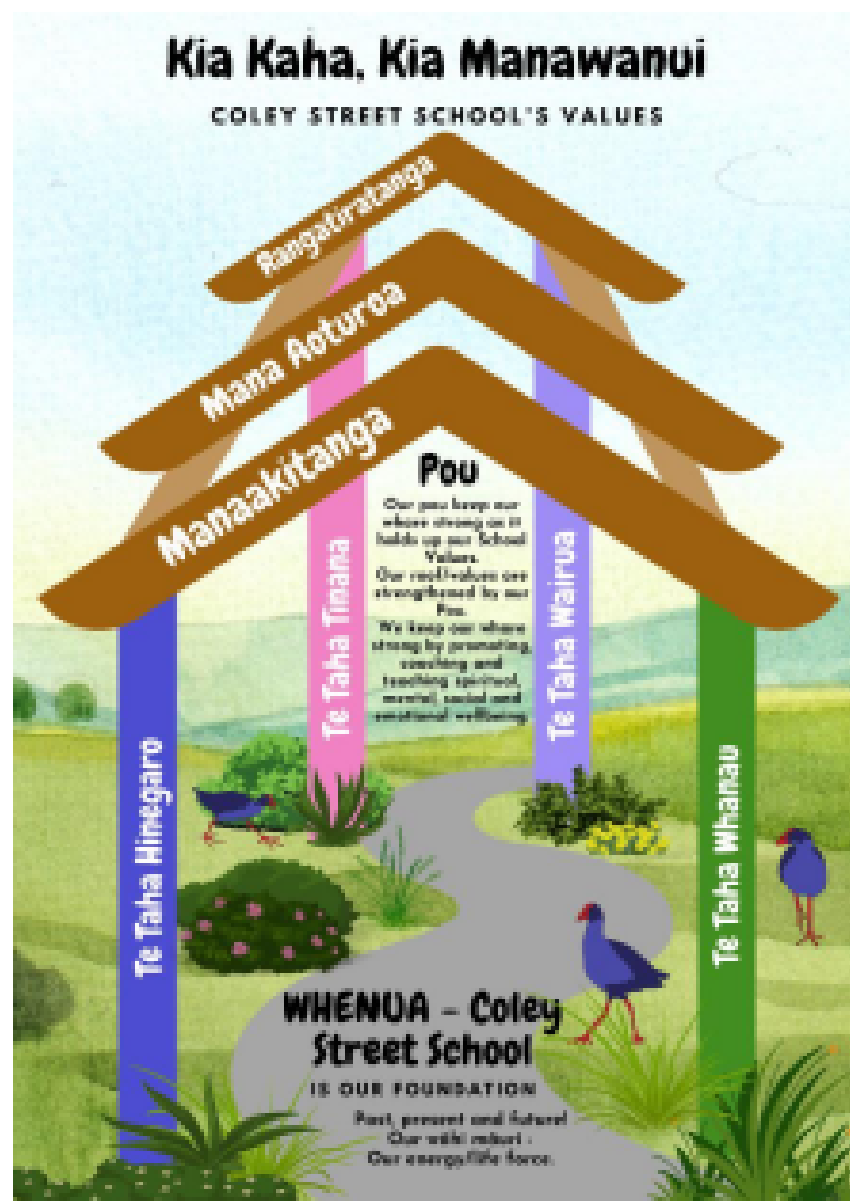 Kia Kaha, Kia Manawanui
COLEY STREET SCHOOL'S VALUES
Rangatiratanga
Mana Aoturoa
Manaakitanga
Pou
Our pou keep our
whare strong as it
holds up our School
Values.
Our roof/values are
strengthened by our
Pou.
We keep our whare
strong by promoting,
coaching and
teaching spiritual,
mental, social and
emotional wellbeing.
Te Taha Tinana
Te Taha Wairua
Te Taha Hinegaro
Te Taha Whanau
WHENUA - Coley
Street School
IS OUR FOUNDATION
Past, present and future!
Our wāhi mauri -
Our energy/life force.